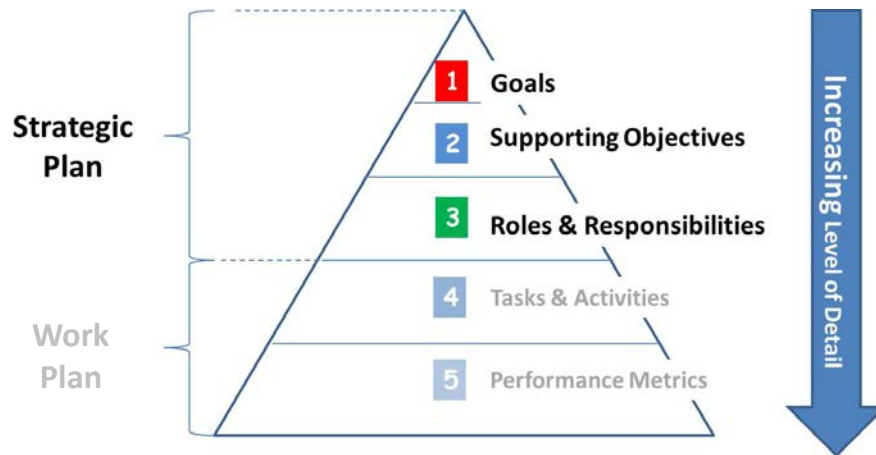 1 Goals
Strategic
Plan
2 Supporting Objectives
3 Roles & Responsibilities
4 Tasks & Activities
Work
Plan
5 Performance Metrics
Increasing Level of Detail